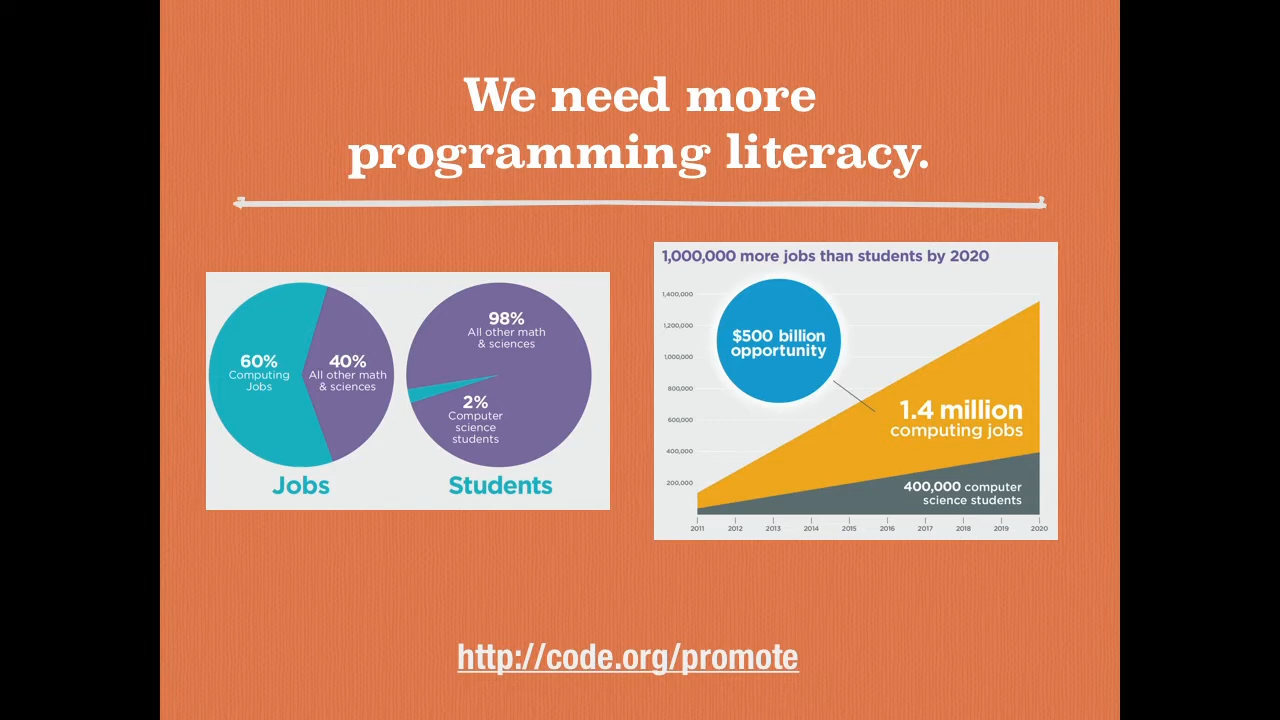 We need more
programming literacy.
60%
Computing
Jobs
40%
All other math
& sciences
Jobs
98%
All other math
& sciences
2%
Computer
science
students
Students
1,000,000 more jobs than students by 2020
1,400,000
1,200,000
1,000,000
800,000
600,000
400,000
200,000
$500 billion
opportunity
1.4 million
computing jobs
400,000 computer
science students
2011 2012 2013 2014 2015 2016 2017 2018 2019 2020
http://code.org/promote